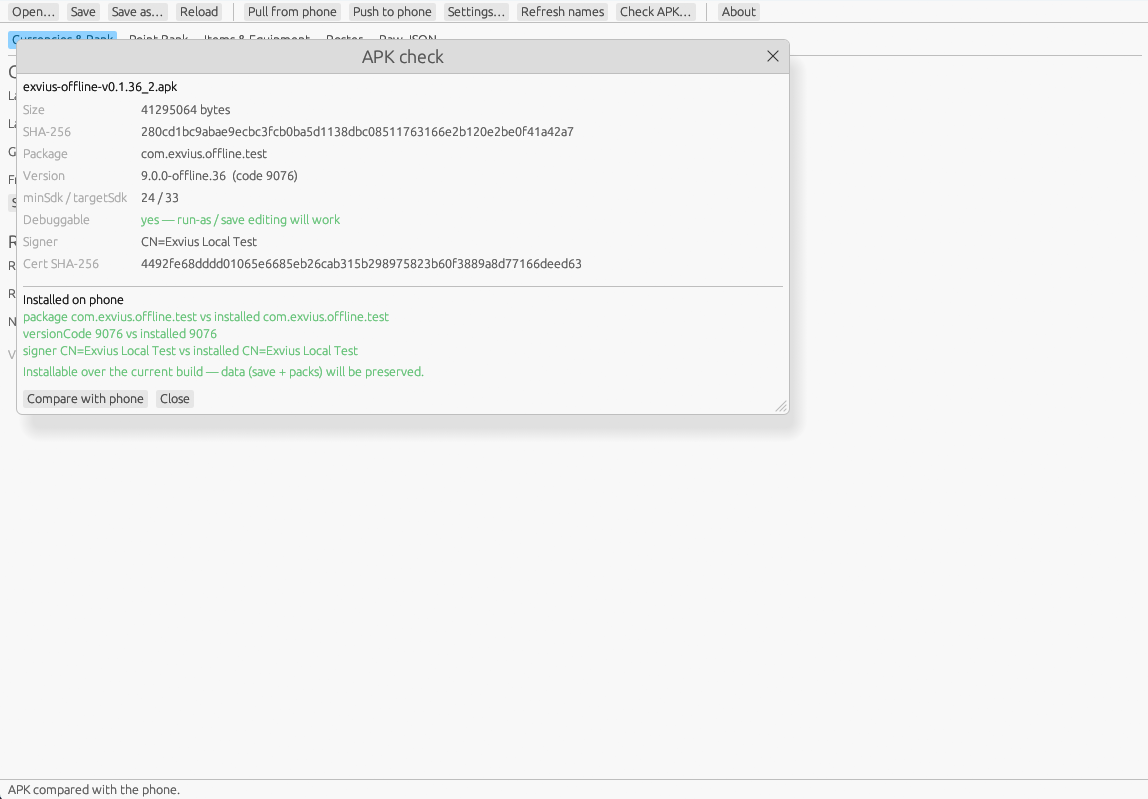 Open... Save Save as... Reload Pull from phone Push to phone Settings... Refresh names Check APK... About
Currencies & Bank Point Bank Items & Equipment Roster Raw JSON
APK check
exvius-offline-v0.1.36_2.apk
Size 41295064 bytes
SHA-256 280cd1bc9abae9ecbc3fcb0ba5d1138dbc08511763166e2b120e2be0f41a42a7
Package com.exvius.offline.test
Version 9.0.0-offline.36 (code 9076)
minSdk / targetSdk 24 / 33
Debuggable yes — run-as / save editing will work
Signer CN=Exvius Local Test
Cert SHA-256 4492fe68dddd01065e6685eb26cab315b298975823b60f3889a8d77166deed63
Installed on phone
package com.exvius.offline.test vs installed com.exvius.offline.test
versionCode 9076 vs installed 9076
signer CN=Exvius Local Test vs installed CN=Exvius Local Test
Installable over the current build — data (save + packs) will be preserved.
Compare with phone Close
APK compared with the phone.